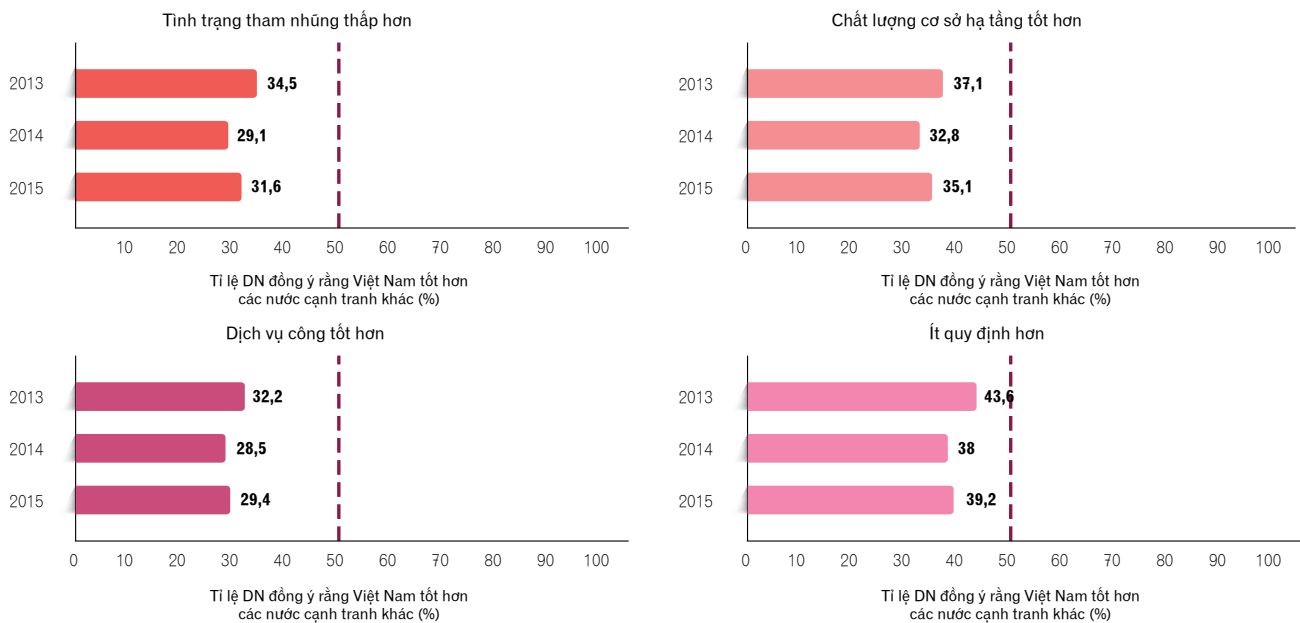 Tình trạng tham nhũng thấp hơn
2013
34,5
2014
29,1
2015
31,6
10 20 30 40 50 60 70 80 90 100
Tỉ lệ DN đồng ý rằng Việt Nam tốt hơn
các nước cạnh tranh khác (%)
Chất lượng cơ sở hạ tầng tốt hơn
2013
37,1
2014
32,8
2015
35,1
0 10 20 30 40 50 60 70 80 90 100
Tỉ lệ DN đồng ý rằng Việt Nam tốt hơn
các nước cạnh tranh khác (%)
Dịch vụ công tốt hơn
2013
32,2
2014
28,5
2015
29,4
0 10 20 30 40 50 60 70 80 90 100
Tỉ lệ DN đồng ý rằng Việt Nam tốt hơn
các nước cạnh tranh khác (%)
Ít quy định hơn
2013
43,6
2014
38
2015
39,2
0 10 20 30 40 50 60 70 80 90 100
Tỉ lệ DN đồng ý rằng Việt Nam tốt hơn
các nước cạnh tranh khác (%)